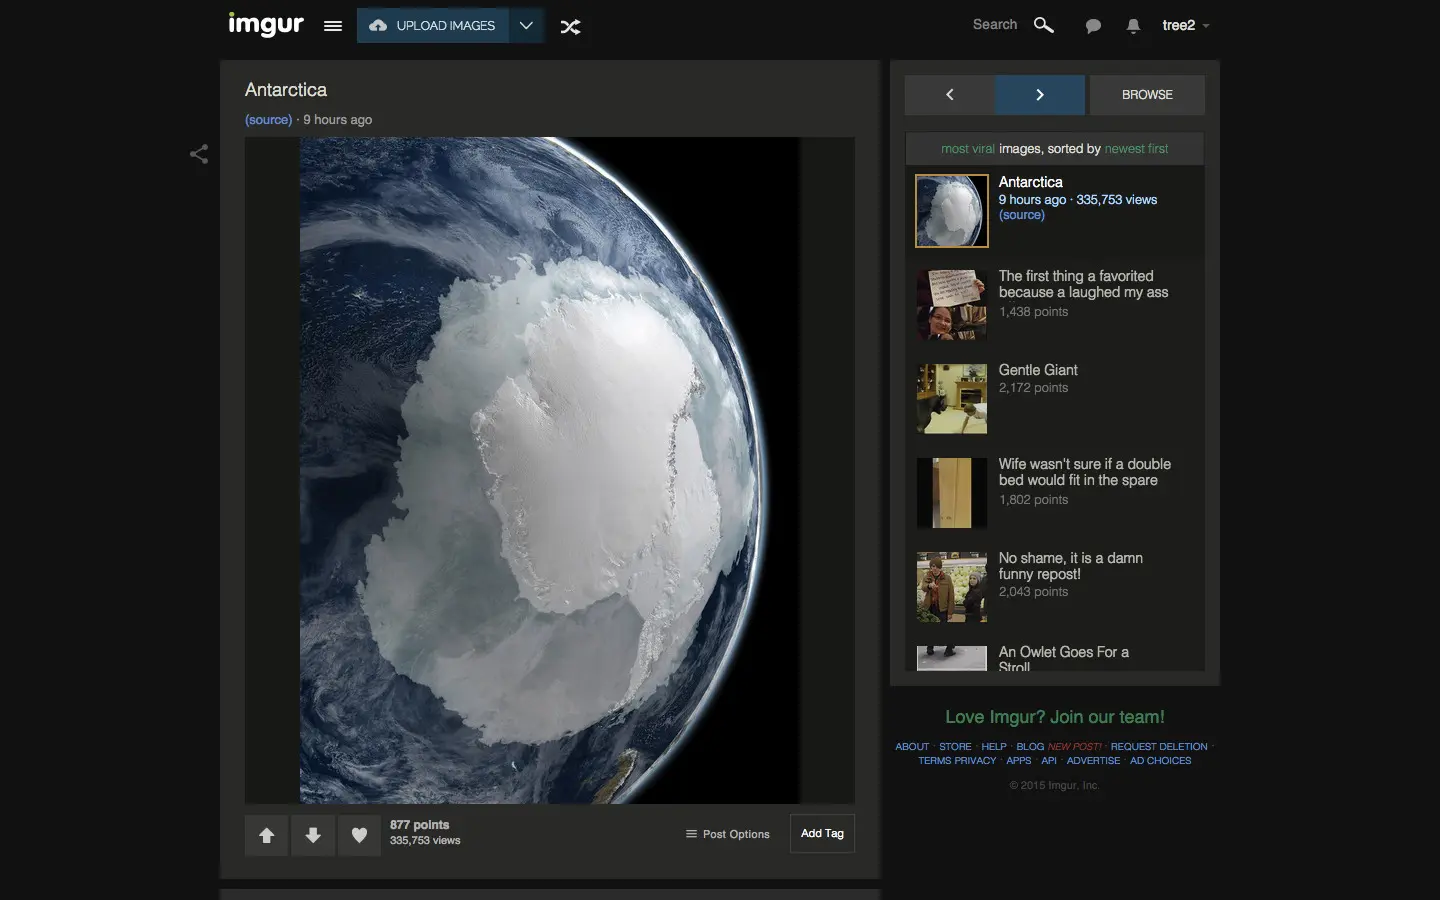 imgur
UPLOAD IMAGES
Search
tree2
Antarctica
(source) · 9 hours ago
877 points
335,753 views
Post Options
Add Tag
BROWSE
most viral images, sorted by newest first
Antarctica
9 hours ago · 335,753 views
(source)
The first thing a favorited
because a laughed my ass
1,438 points
Gentle Giant
2,172 points
Wife wasn't sure if a double
bed would fit in the spare
1,802 points
No shame, it is a damn
funny repost!
2,043 points
An Owlet Goes For a
Stroll
Love Imgur? Join our team!
ABOUT · STORE · HELP · BLOG NEW POST! · REQUEST DELETION ·
TERMS PRIVACY · APPS · API · ADVERTISE · AD CHOICES
© 2015 Imgur, Inc.